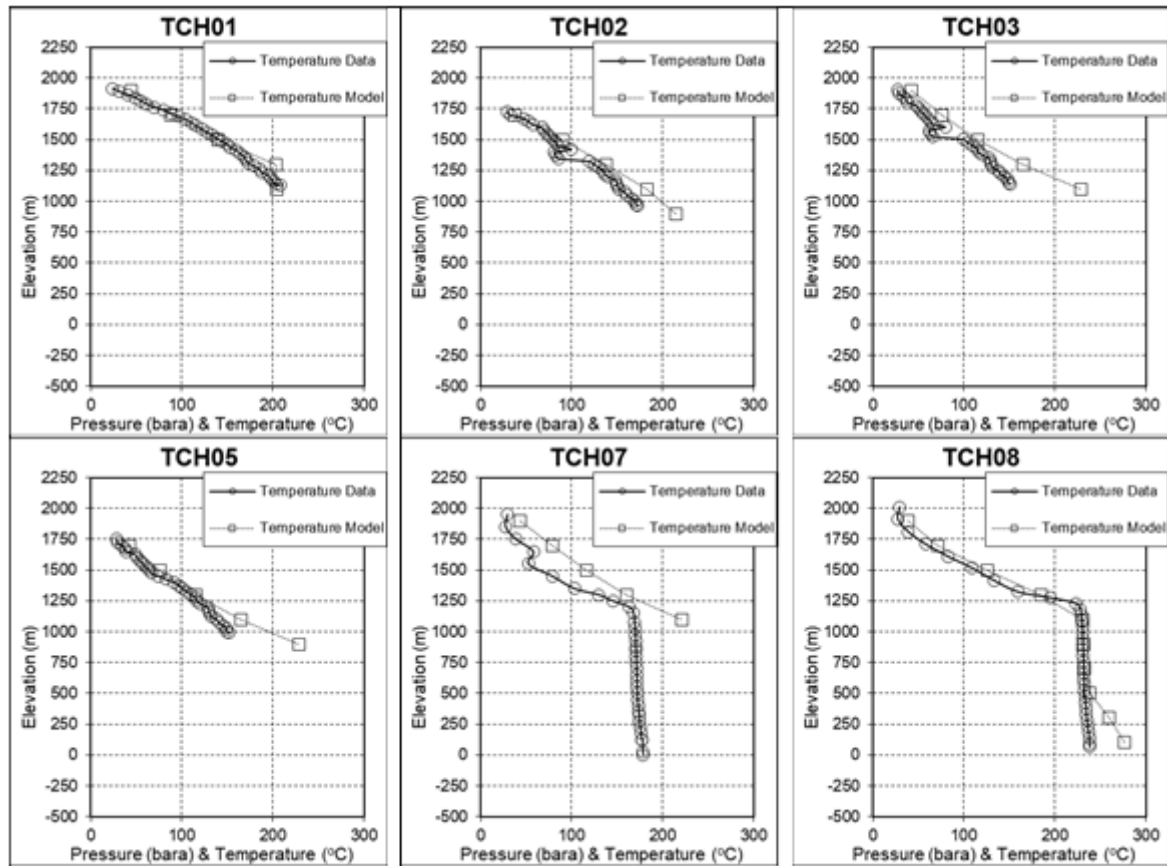 TCH01
Temperature Data
Temperature Model
Elevation (m)
2250
2000
1750
1500
1250
1000
750
500
250
0
-250
-500
0 100 200 300
Pressure (bara) & Temperature (°C)
TCH02
Temperature Data
Temperature Model
Elevation (m)
2250
2000
1750
1500
1250
1000
750
500
250
0
-250
-500
0 100 200 300
Pressure (bara) & Temperature (°C)
TCH03
Temperature Data
Temperature Model
Elevation (m)
2250
2000
1750
1500
1250
1000
750
500
250
0
-250
-500
0 100 200 300
Pressure (bara) & Temperature (°C)
TCH05
Temperature Data
Temperature Model
Elevation (m)
2250
2000
1750
1500
1250
1000
750
500
250
0
-250
-500
0 100 200 300
Pressure (bara) & Temperature (°C)
TCH07
Temperature Data
Temperature Model
Elevation (m)
2250
2000
1750
1500
1250
1000
750
500
250
0
-250
-500
0 100 200 300
Pressure (bara) & Temperature (°C)
TCH08
Temperature Data
Temperature Model
Elevation (m)
2250
2000
1750
1500
1250
1000
750
500
250
0
-250
-500
0 100 200 300
Pressure (bara) & Temperature (°C)